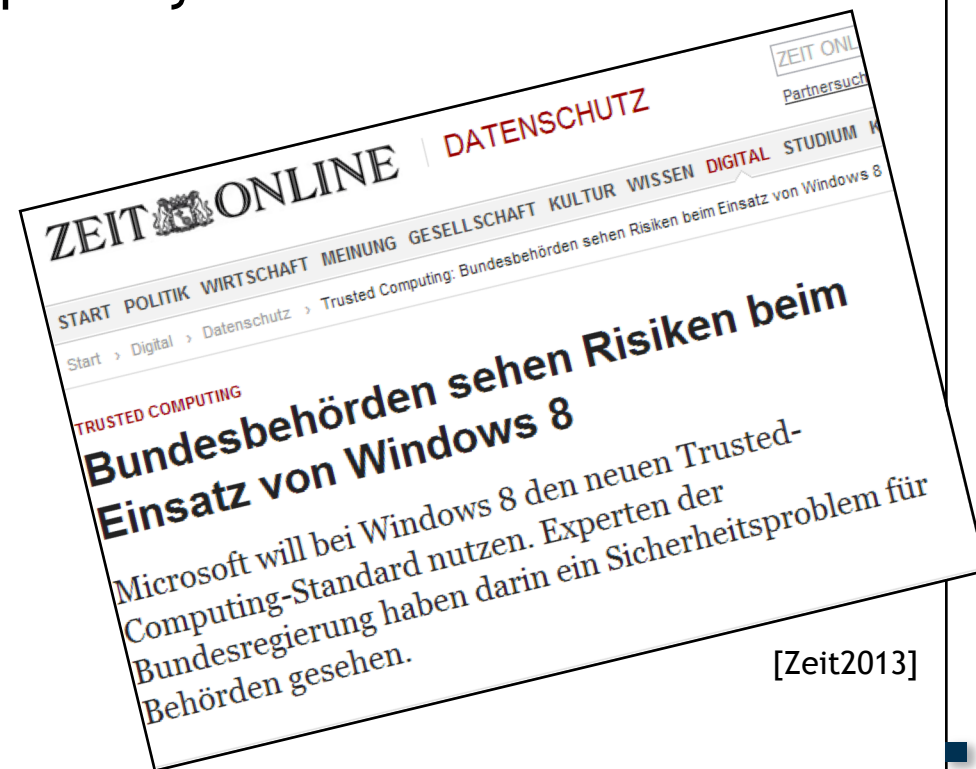 ZEIT ONLINE
DATENSCHUTZ
ZEIT ONL
Partnersuch
START POLITIK WIRTSCHAFT MEINUNG GESELLSCHAFT KULTUR WISSEN DIGITAL STUDIUM K
Start › Digital › Datenschutz › Trusted Computing: Bundesbehörden sehen Risiken beim Einsatz von Windows 8
TRUSTED COMPUTING
Bundesbehörden sehen Risiken beim
Einsatz von Windows 8
Microsoft will bei Windows 8 den neuen Trusted-
Computing-Standard nutzen. Experten der
Bundesregierung haben darin ein Sicherheitsproblem für
Behörden gesehen.
[Zeit2013]